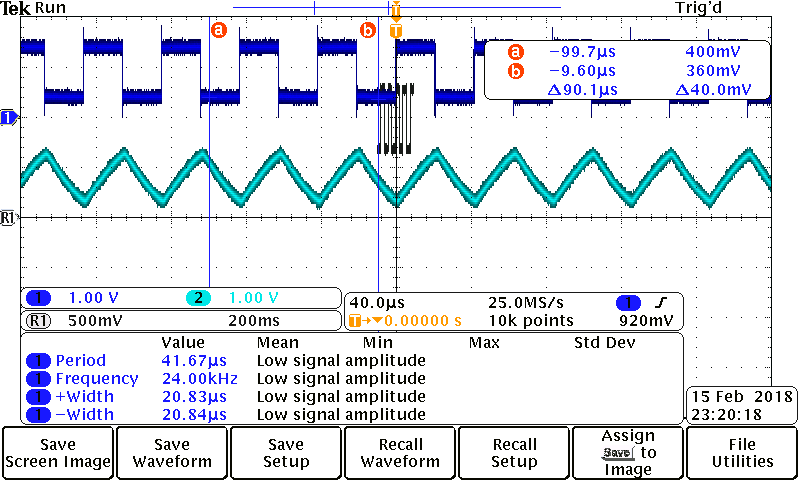 Tek Run Trig'd
T
a b T
a −99.7µs 400mV
b −9.60µs 360mV
Δ90.1µs Δ40.0mV
1
R1
1 1.00 V 2 1.00 V
R1 500mV 200ms
40.0µs 25.0MS/s 1
T→▼0.00000 s 10k points 920mV
Value Mean Min Max Std Dev
1 Period 41.67µs Low signal amplitude
1 Frequency 24.00kHz Low signal amplitude
1 +Width 20.83µs Low signal amplitude
1 −Width 20.84µs Low signal amplitude
15 Feb 2018
23:20:18
Save
Screen Image
Save
Waveform
Save
Setup
Recall
Waveform
Recall
Setup
Assign
Save to
Image
File
Utilities